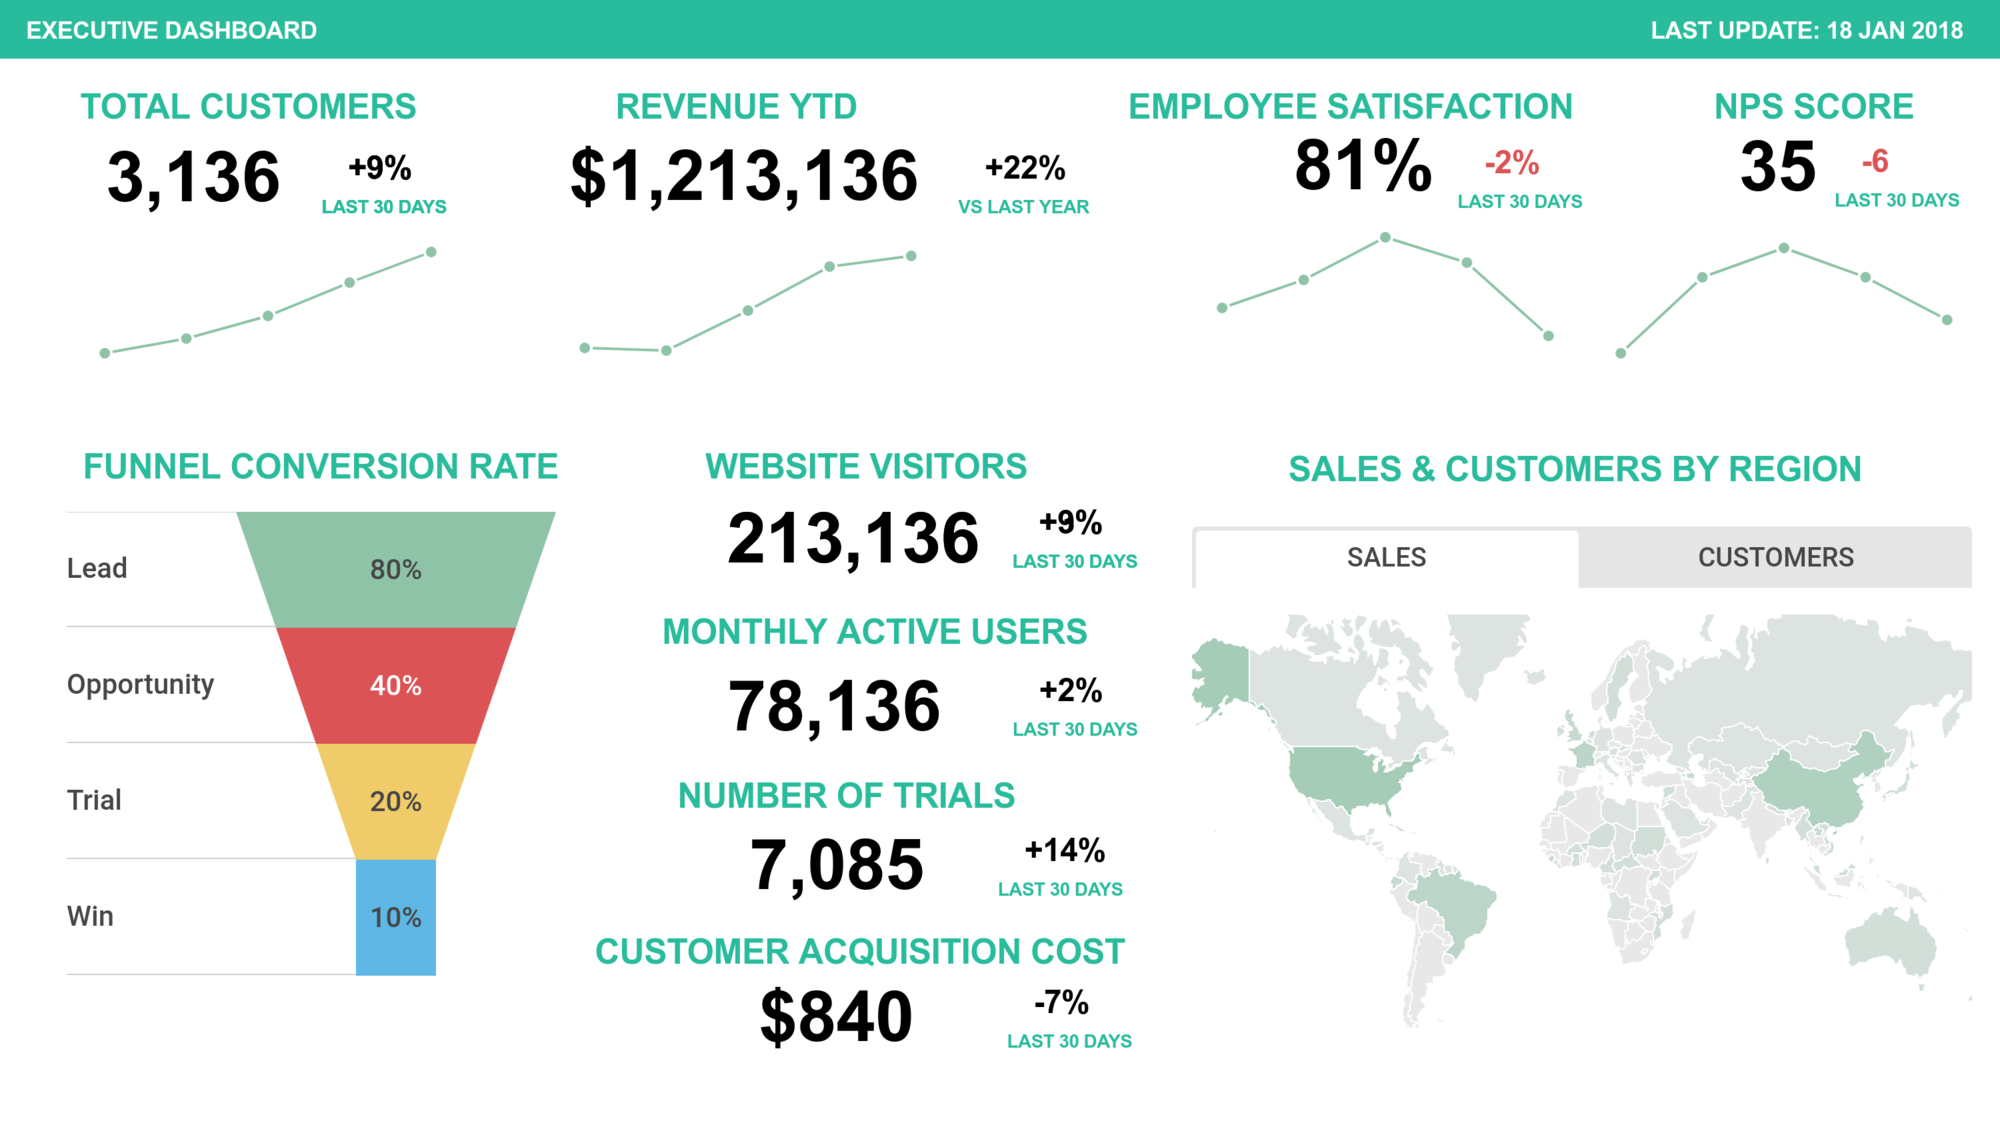 EXECUTIVE DASHBOARD
LAST UPDATE: 18 JAN 2018
TOTAL CUSTOMERS
3,136
+9%
LAST 30 DAYS
REVENUE YTD
$1,213,136
+22%
VS LAST YEAR
EMPLOYEE SATISFACTION
81%
-2%
LAST 30 DAYS
NPS SCORE
35
-6
LAST 30 DAYS
FUNNEL CONVERSION RATE
Lead
80%
Opportunity
40%
Trial
20%
Win
10%
WEBSITE VISITORS
213,136
+9%
LAST 30 DAYS
MONTHLY ACTIVE USERS
78,136
+2%
LAST 30 DAYS
NUMBER OF TRIALS
7,085
+14%
LAST 30 DAYS
CUSTOMER ACQUISITION COST
$840
-7%
LAST 30 DAYS
SALES & CUSTOMERS BY REGION
SALES
CUSTOMERS